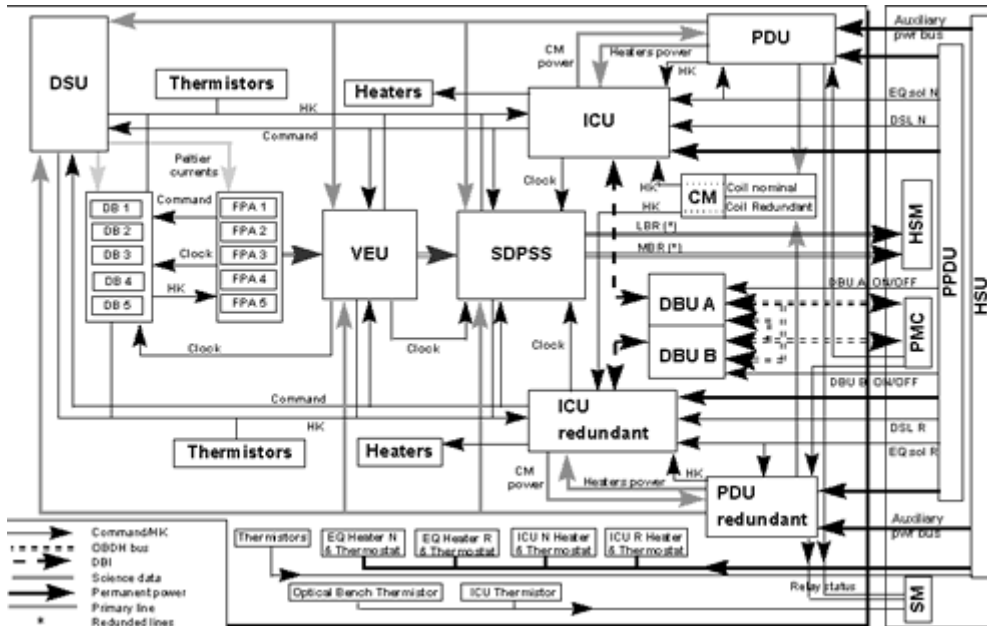 PDU
Auxiliary
pwr bus
DSU
CM
power
Heaters power
HK
Thermistors
Heaters
HK
ICU
EQ sol N
DSL N
Command
Peltier
currents
Clock
HK
CM
Coil nominal
Coil Redundant
HK
LBR (*)
MBR (*)
HSM
PPDU
HSU
DB 1
DB 2
DB 3
DB 4
DB 5
Command
Clock
HK
FPA 1
FPA 2
FPA 3
FPA 4
FPA 5
VEU
SDPSS
DBU A
DBU B
DBU A ON/OFF
PMC
DBU B ON/OFF
Clock
Clock
Clock
Command
HK
ICU
redundant
DSL R
EQ sol R
Thermistors
Heaters
CM
power
Heaters power
HK
PDU
redundant
Auxiliary
pwr bus
Command/HK
OBDH bus
DBI
Science data
Permanent power
Primary line
* Redunded lines
Thermistors
EQ Heater N
& Thermostat
EQ Heater R
& Thermostat
ICU N Heater
& Thermostat
ICU R Heater
& Thermostat
Optical Bench Thermistor
ICU Thermistor
Relay status
SM